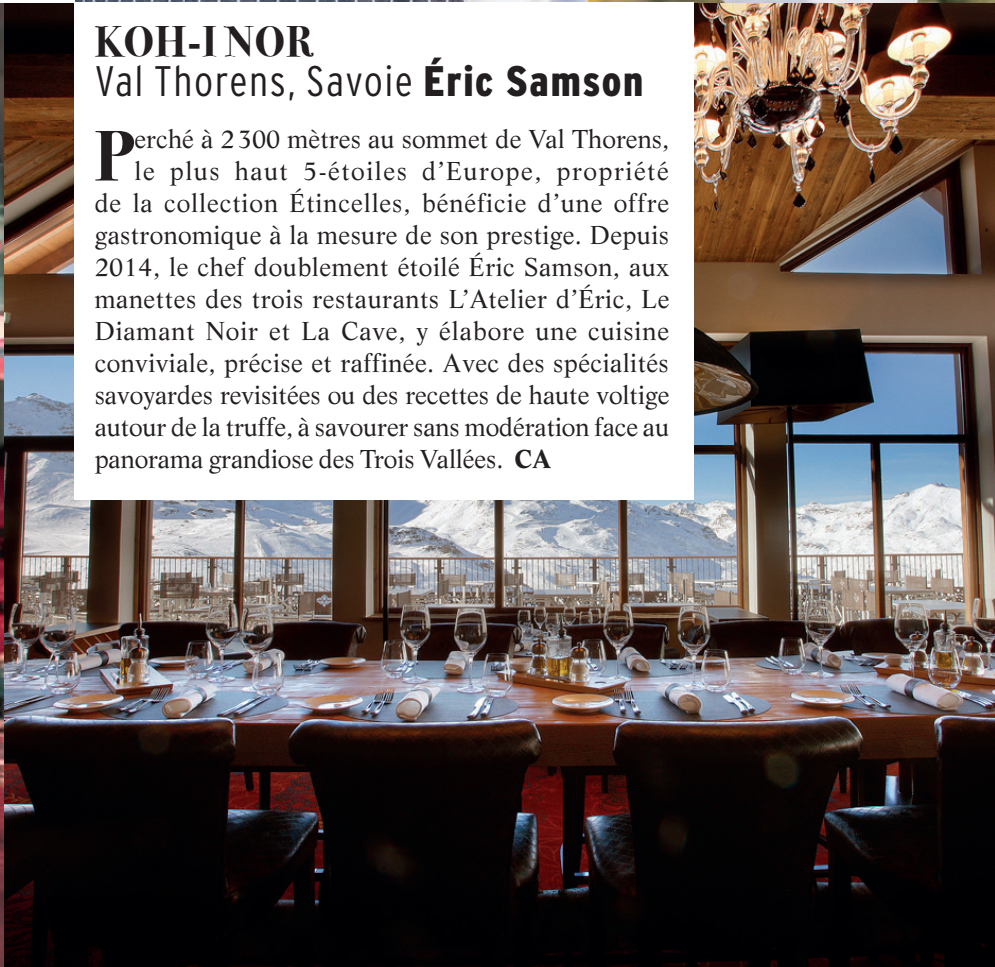 KOH-I NOR
Val Thorens, Savoie Éric Samson
Perché à 2 300 mètres au sommet de Val Thorens,
le plus haut 5-étoiles d’Europe, propriété
de la collection Étincelles, bénéficie d’une offre
gastronomique à la mesure de son prestige. Depuis
2014, le chef doublement étoilé Éric Samson, aux
manettes des trois restaurants L’Atelier d’Éric, Le
Diamant Noir et La Cave, y élabore une cuisine
conviviale, précise et raffinée. Avec des spécialités
savoyardes revisitées ou des recettes de haute voltige
autour de la truffe, à savourer sans modération face au
panorama grandiose des Trois Vallées. CA